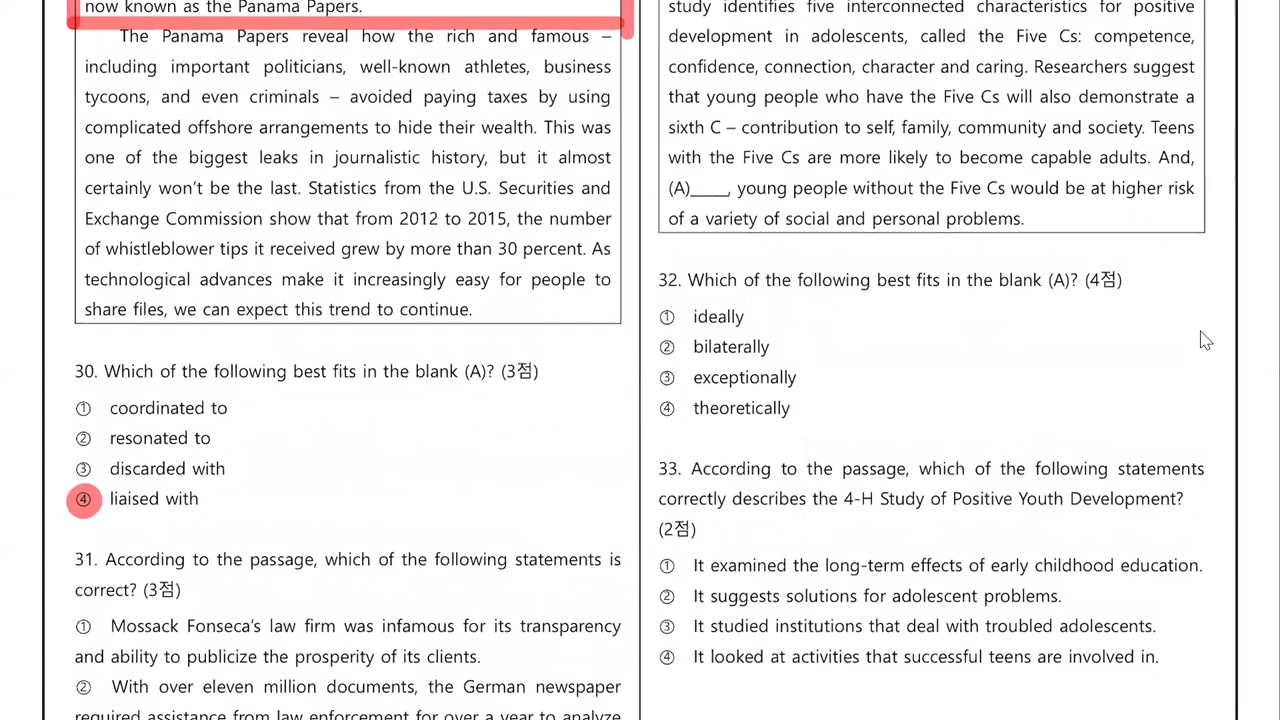 now known as the Panama Papers.
The Panama Papers reveal how the rich and famous –
including important politicians, well-known athletes, business
tycoons, and even criminals – avoided paying taxes by using
complicated offshore arrangements to hide their wealth. This was
one of the biggest leaks in journalistic history, but it almost
certainly won't be the last. Statistics from the U.S. Securities and
Exchange Commission show that from 2012 to 2015, the number
of whistleblower tips it received grew by more than 30 percent. As
technological advances make it increasingly easy for people to
share files, we can expect this trend to continue.
30. Which of the following best fits in the blank (A)? (3점)
① coordinated to
② resonated to
③ discarded with
④ liaised with
31. According to the passage, which of the following statements is
correct? (3점)
① Mossack Fonseca's law firm was infamous for its transparency
and ability to publicize the prosperity of its clients.
② With over eleven million documents, the German newspaper
required assistance from law enforcement for over a year to analyze
study identifies five interconnected characteristics for positive
development in adolescents, called the Five Cs: competence,
confidence, connection, character and caring. Researchers suggest
that young people who have the Five Cs will also demonstrate a
sixth C – contribution to self, family, community and society. Teens
with the Five Cs are more likely to become capable adults. And,
(A)____, young people without the Five Cs would be at higher risk
of a variety of social and personal problems.
32. Which of the following best fits in the blank (A)? (4점)
① ideally
② bilaterally
③ exceptionally
④ theoretically
33. According to the passage, which of the following statements
correctly describes the 4-H Study of Positive Youth Development?
(2점)
① It examined the long-term effects of early childhood education.
② It suggests solutions for adolescent problems.
③ It studied institutions that deal with troubled adolescents.
④ It looked at activities that successful teens are involved in.